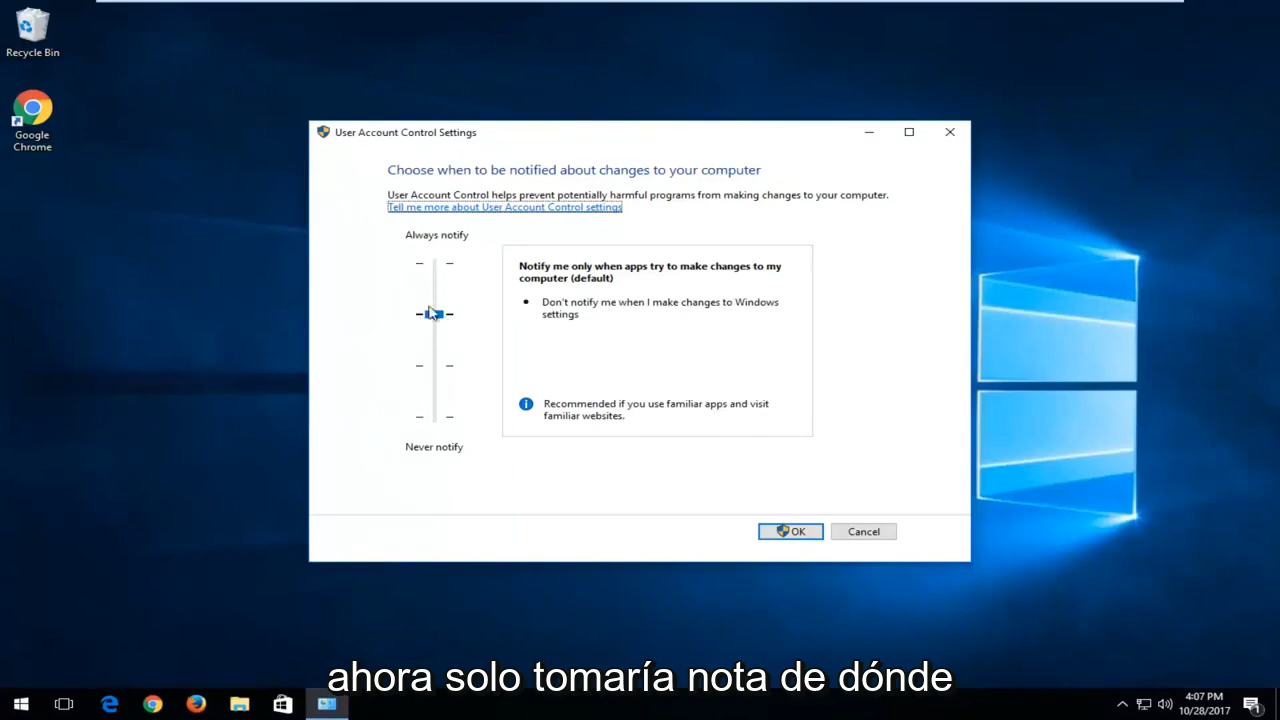 Recycle Bin
Google
Chrome
User Account Control Settings
Choose when to be notified about changes to your computer
User Account Control helps prevent potentially harmful programs from making changes to your computer.
Tell me more about User Account Control settings
Always notify
Notify me only when apps try to make changes to my
computer (default)
Don't notify me when I make changes to Windows
settings
Recommended if you use familiar apps and visit
familiar websites.
Never notify
OK
Cancel
ahora solo tomaría nota de dónde
4:07 PM
10/28/2017
1